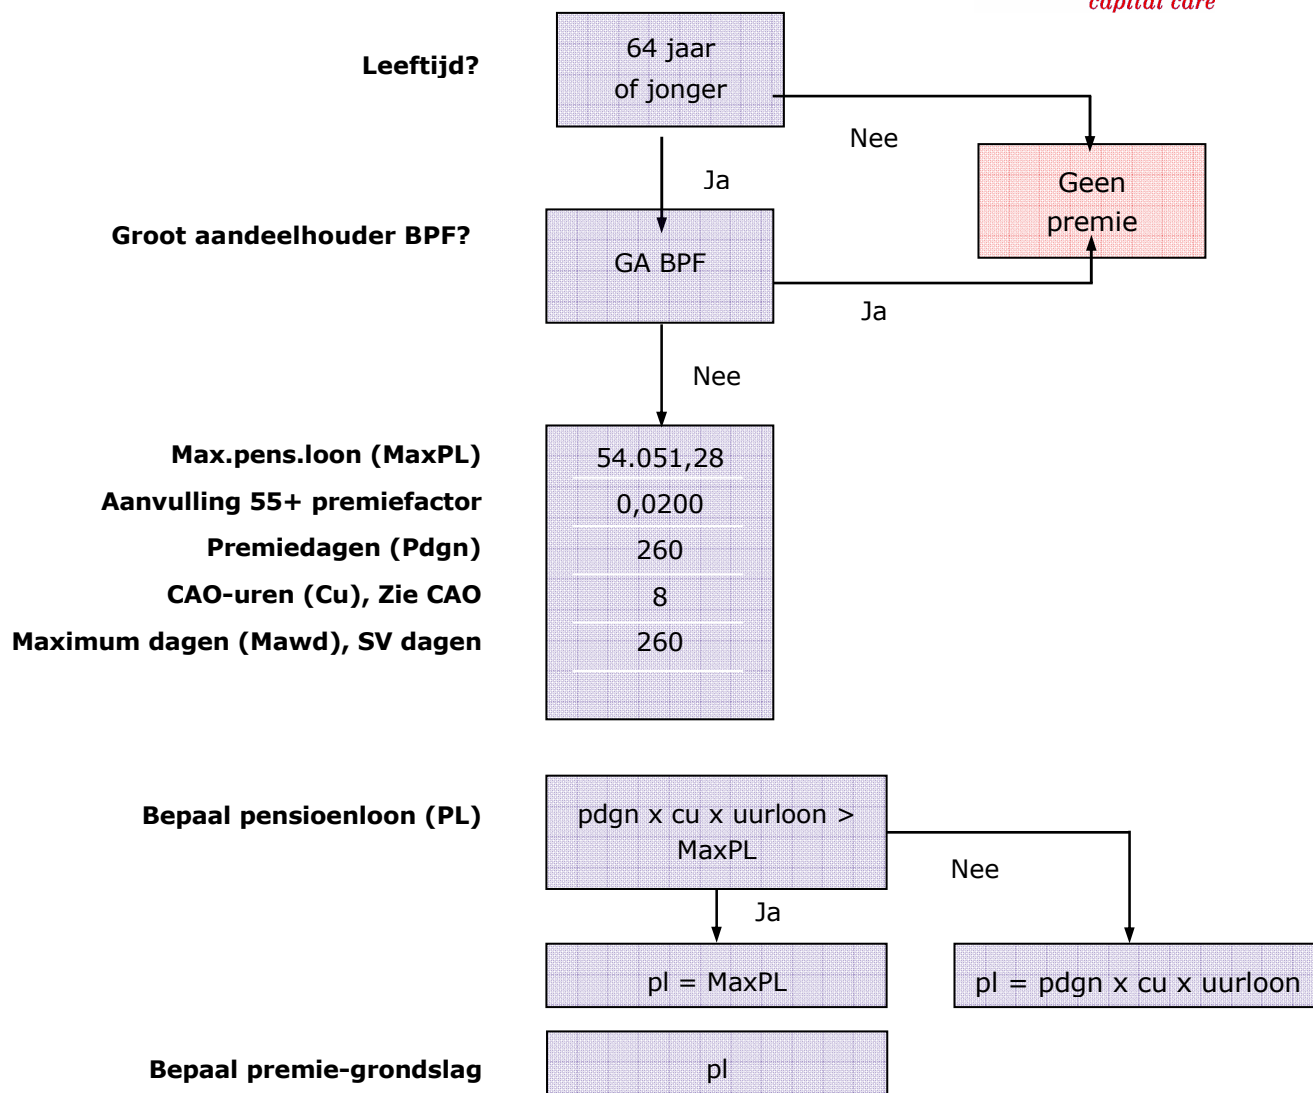 capital care
Leeftijd?
64 jaar
of jonger
Nee
Ja
Geen
premie
Groot aandeelhouder BPF?
GA BPF
Ja
Nee
Max.pens.loon (MaxPL)
54.051,28
Aanvulling 55+ premiefactor
0,0200
Premiedagen (Pdgn)
260
CAO-uren (Cu), Zie CAO
8
Maximum dagen (Mawd), SV dagen
260
Bepaal pensioenloon (PL)
pdgn x cu x uurloon >
MaxPL
Nee
Ja
pl = MaxPL
pl = pdgn x cu x uurloon
Bepaal premie-grondslag
pl